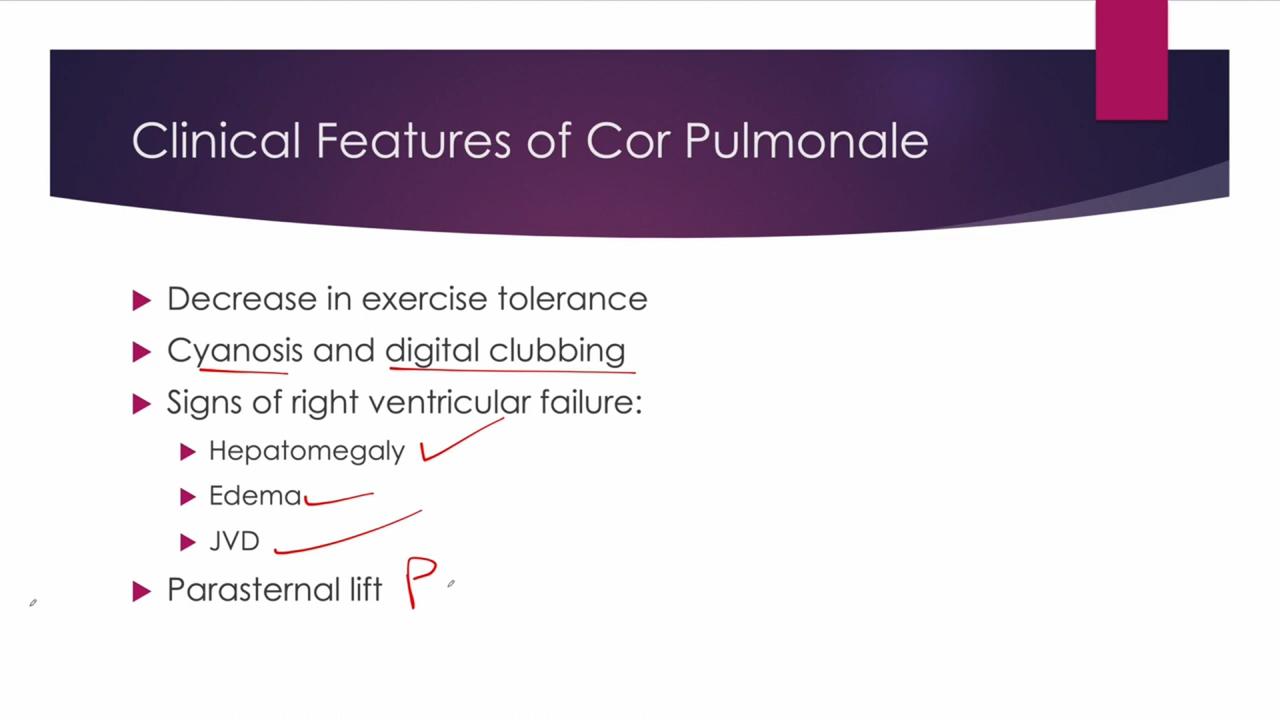 Clinical Features of Cor Pulmonale
Decrease in exercise tolerance
Cyanosis and digital clubbing
Signs of right ventricular failure:
Hepatomegaly
Edema
JVD
Parasternal lift P